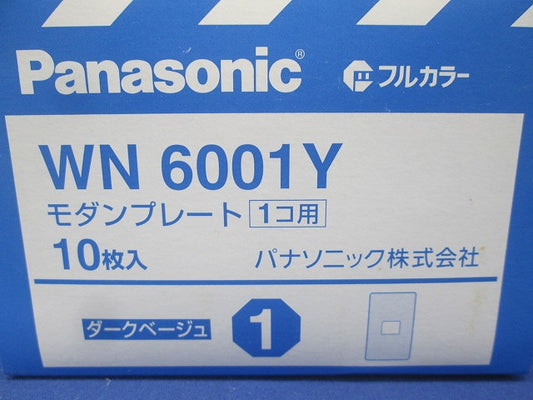 Panasonic® フルカラー
WN 6001Y
モダンプレート 1コ用
10枚入 パナソニック株式会社
ダークベージュ 1